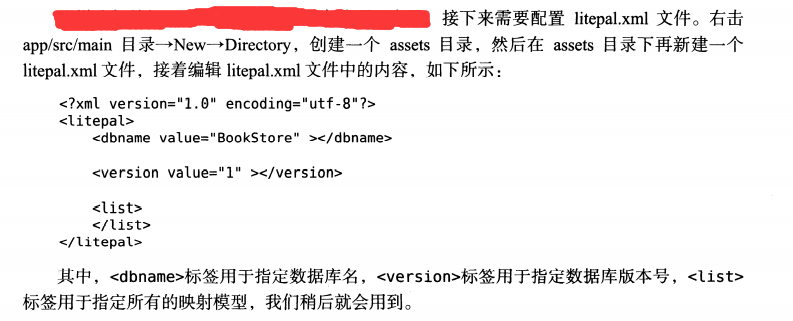 接下来需要配置 litepal.xml 文件。右击
app/src/main 目录→New→Directory，创建一个 assets 目录，然后在 assets 目录下再新建一个
litepal.xml 文件，接着编辑 litepal.xml 文件中的内容，如下所示：
<?xml version="1.0" encoding="utf-8"?>
<litepal>
    <dbname value="BookStore" ></dbname>

    <version value="1" ></version>

    <list>
    </list>
</litepal>
其中，<dbname>标签用于指定数据库名，<version>标签用于指定数据库版本号，<list>
标签用于指定所有的映射模型，我们稍后就会用到。